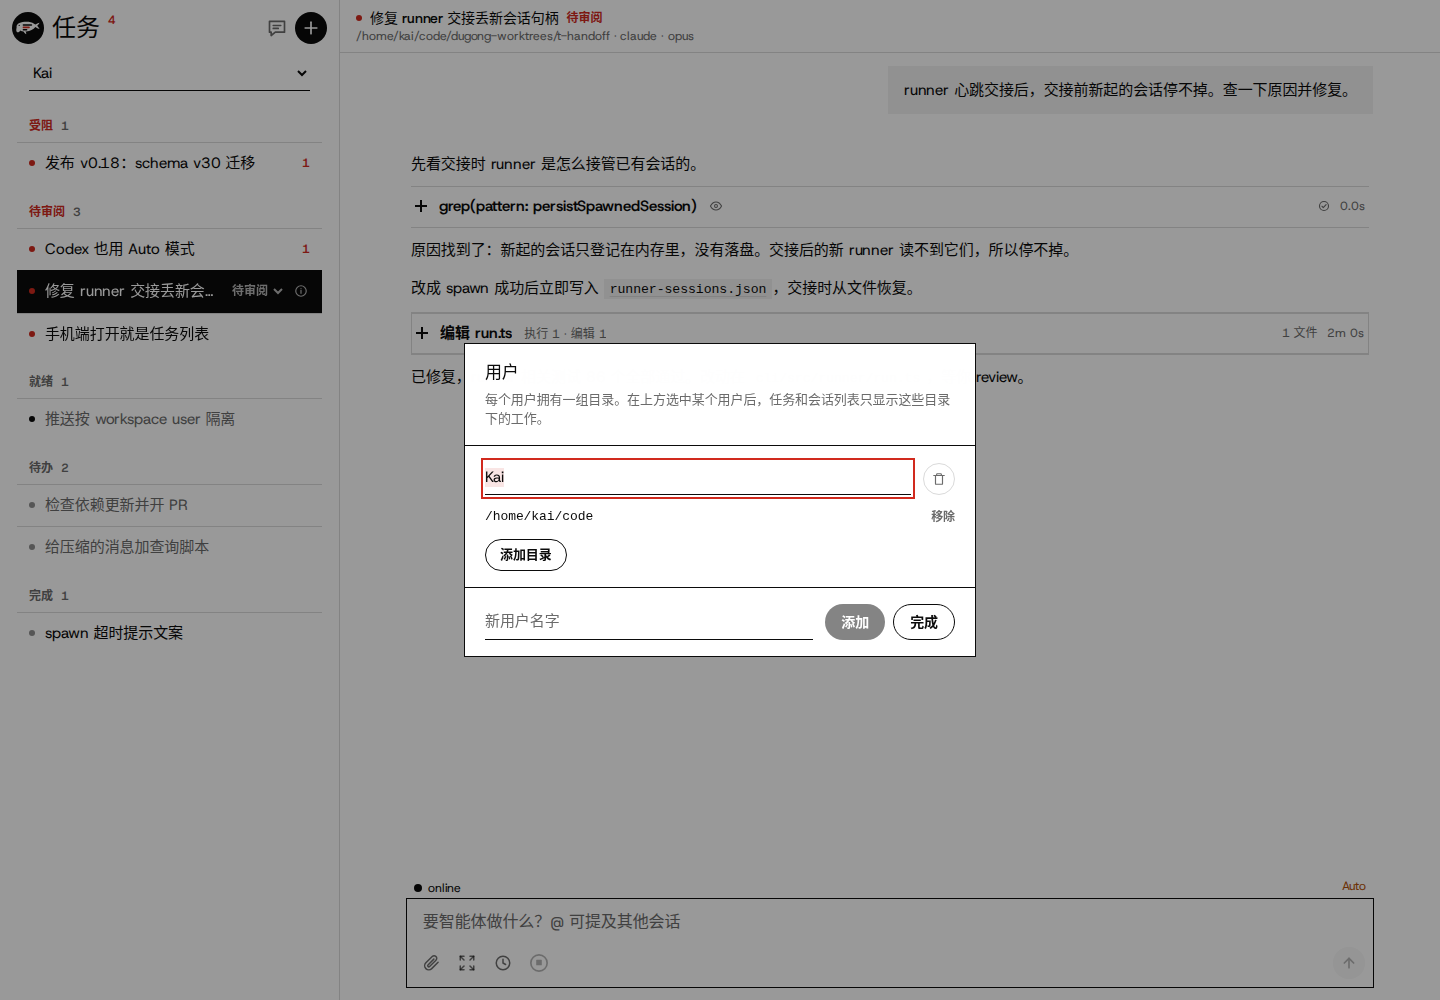 任务 4
Kai
受阻 1
发布 v0.18：schema v30 迁移 1
待审阅 3
Codex 也用 Auto 模式 1
修复 runner 交接丢新会... 待审阅
手机端打开就是任务列表
就绪 1
推送按 workspace user 隔离
待办 2
检查依赖更新并开 PR
给压缩的消息加查询脚本
完成 1
spawn 超时提示文案
修复 runner 交接丢新会话句柄 待审阅
/home/kai/code/dugong-worktrees/t-handoff · claude · opus
runner 心跳交接后，交接前新起的会话停不掉。查一下原因并修复。
先看交接时 runner 是怎么接管已有会话的。
grep(pattern: persistSpawnedSession) 0.0s
原因找到了：新起的会话只登记在内存里，没有落盘。交接后的新 runner 读不到它们，所以停不掉。
改成 spawn 成功后立即写入 runner-sessions.json，交接时从文件恢复。
编辑 run.ts 执行 1 · 编辑 1 1 文件 2m 0s
已修复， review。
用户
每个用户拥有一组目录。在上方选中某个用户后，任务和会话列表只显示这些目录
下的工作。
Kai
/home/kai/code 移除
添加目录
新用户名字 添加 完成
online Auto
要智能体做什么？@ 可提及其他会话